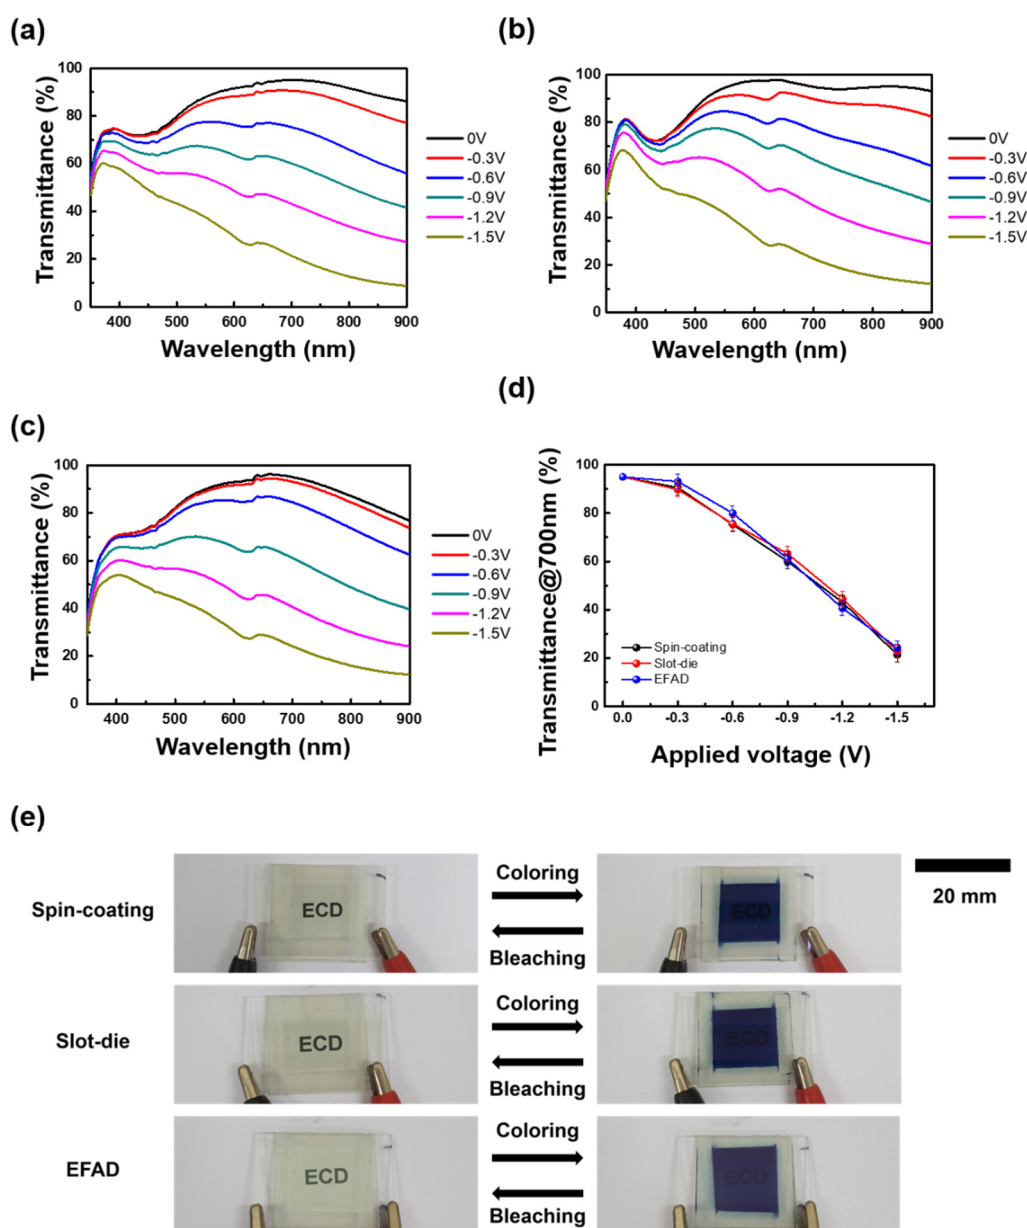 (a)
Transmittance (%)
100
80
60
40
20
0
400 500 600 700 800 900
Wavelength (nm)
0V
-0.3V
-0.6V
-0.9V
-1.2V
-1.5V
(b)
Transmittance (%)
100
80
60
40
20
0
400 500 600 700 800 900
Wavelength (nm)
0V
-0.3V
-0.6V
-0.9V
-1.2V
-1.5V
(c)
Transmittance (%)
100
80
60
40
20
0
400 500 600 700 800 900
Wavelength (nm)
0V
-0.3V
-0.6V
-0.9V
-1.2V
-1.5V
(d)
Transmittance@700nm (%)
100
80
60
40
20
0
Spin-coating
Slot-die
EFAD
0.0 -0.3 -0.6 -0.9 -1.2 -1.5
Applied voltage (V)
(e)
Spin-coating
ECD
Coloring
Bleaching
ECD
20 mm
Slot-die
ECD
Coloring
Bleaching
ECD
EFAD
ECD
Coloring
Bleaching
ECD